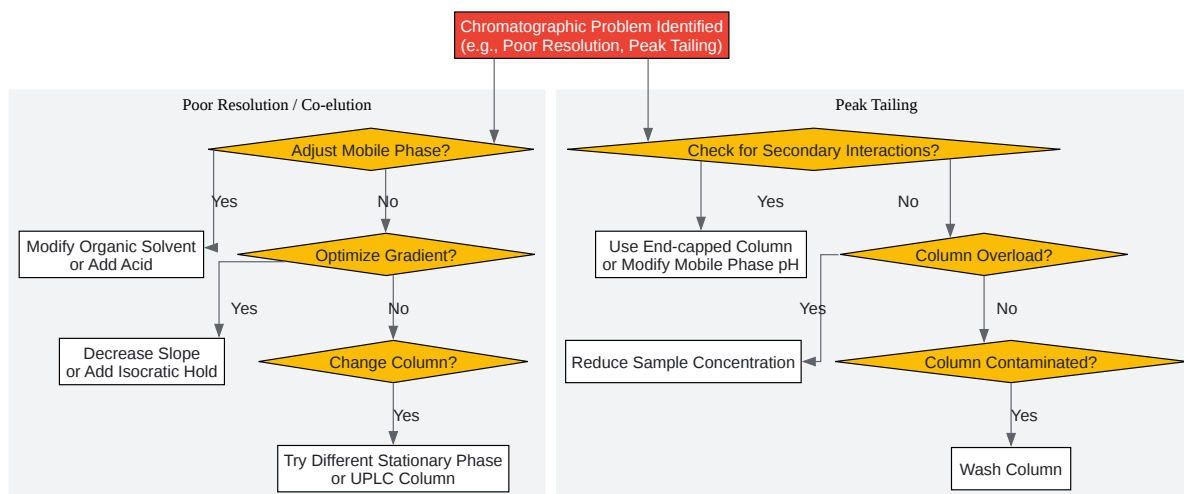 Chromatographic Problem Identified
(e.g., Poor Resolution, Peak Tailing)
Poor Resolution / Co-elution
Adjust Mobile Phase?
Yes
No
Modify Organic Solvent
or Add Acid
Optimize Gradient?
Yes
No
Decrease Slope
or Add Isocratic Hold
Change Column?
Yes
Try Different Stationary Phase
or UPLC Column
Peak Tailing
Check for Secondary Interactions?
Yes
No
Use End-capped Column
or Modify Mobile Phase pH
Column Overload?
Yes
No
Reduce Sample Concentration
Column Contaminated?
Yes
Wash Column